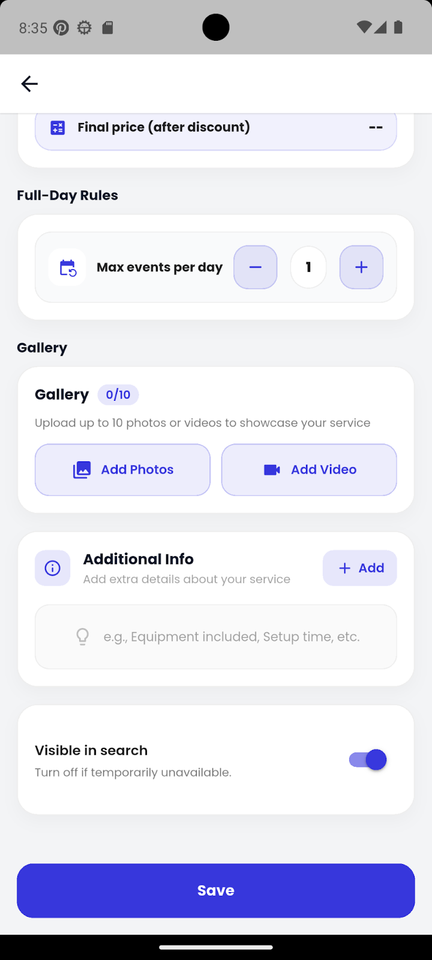 8:35
Final price (after discount) --
Full-Day Rules
Max events per day − 1 +
Gallery
Gallery 0/10
Upload up to 10 photos or videos to showcase your service
Add Photos Add Video
Additional Info
Add extra details about your service
+ Add
e.g., Equipment included, Setup time, etc.
Visible in search
Turn off if temporarily unavailable.
Save